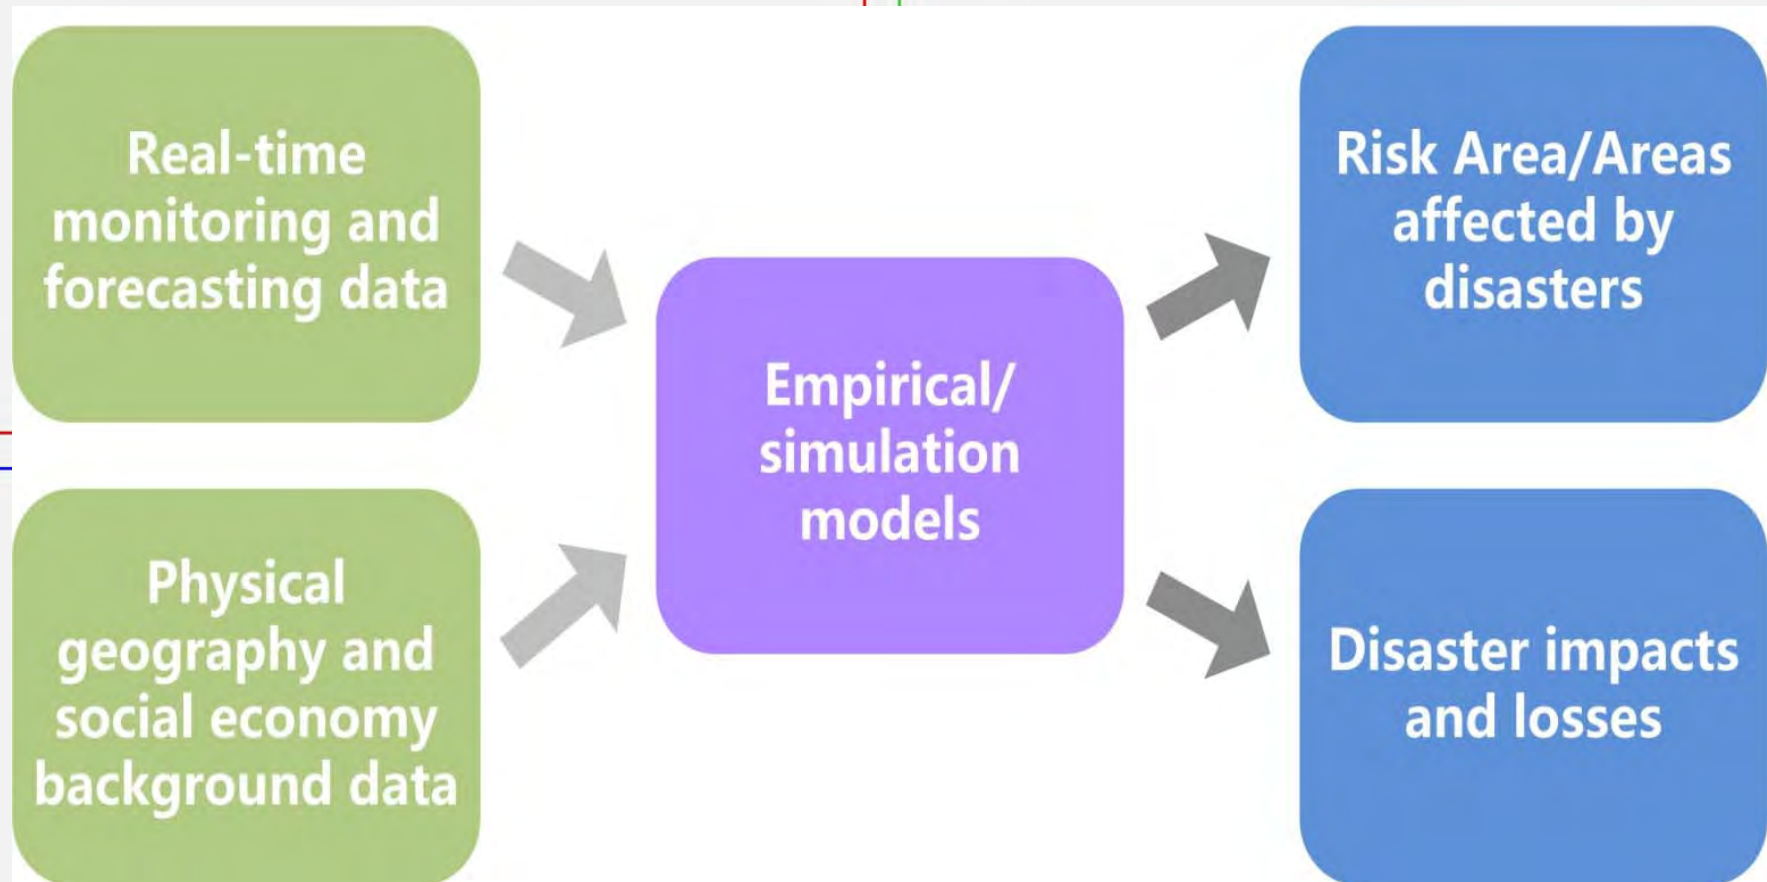 Real-time
monitoring and
forecasting data
Physical
geography and
social economy
background data
Empirical/
simulation
models
Risk Area/Areas
affected by
disasters
Disaster impacts
and losses